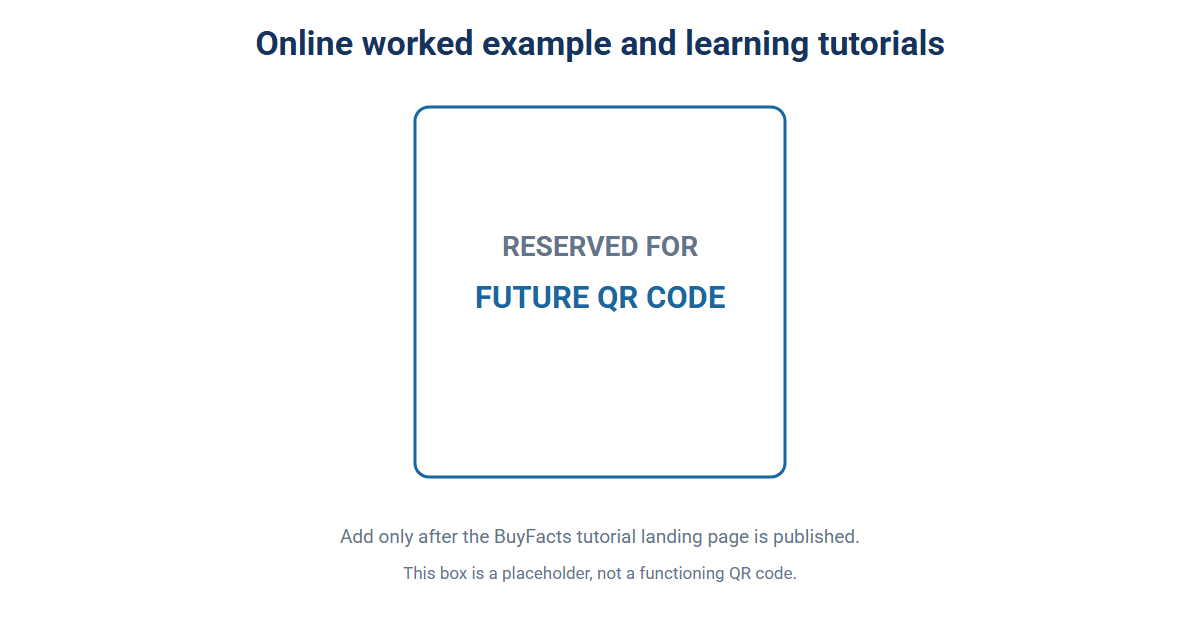 Online worked example and learning tutorials
RESERVED FOR
FUTURE QR CODE
Add only after the BuyFacts tutorial landing page is published.
This box is a placeholder, not a functioning QR code.